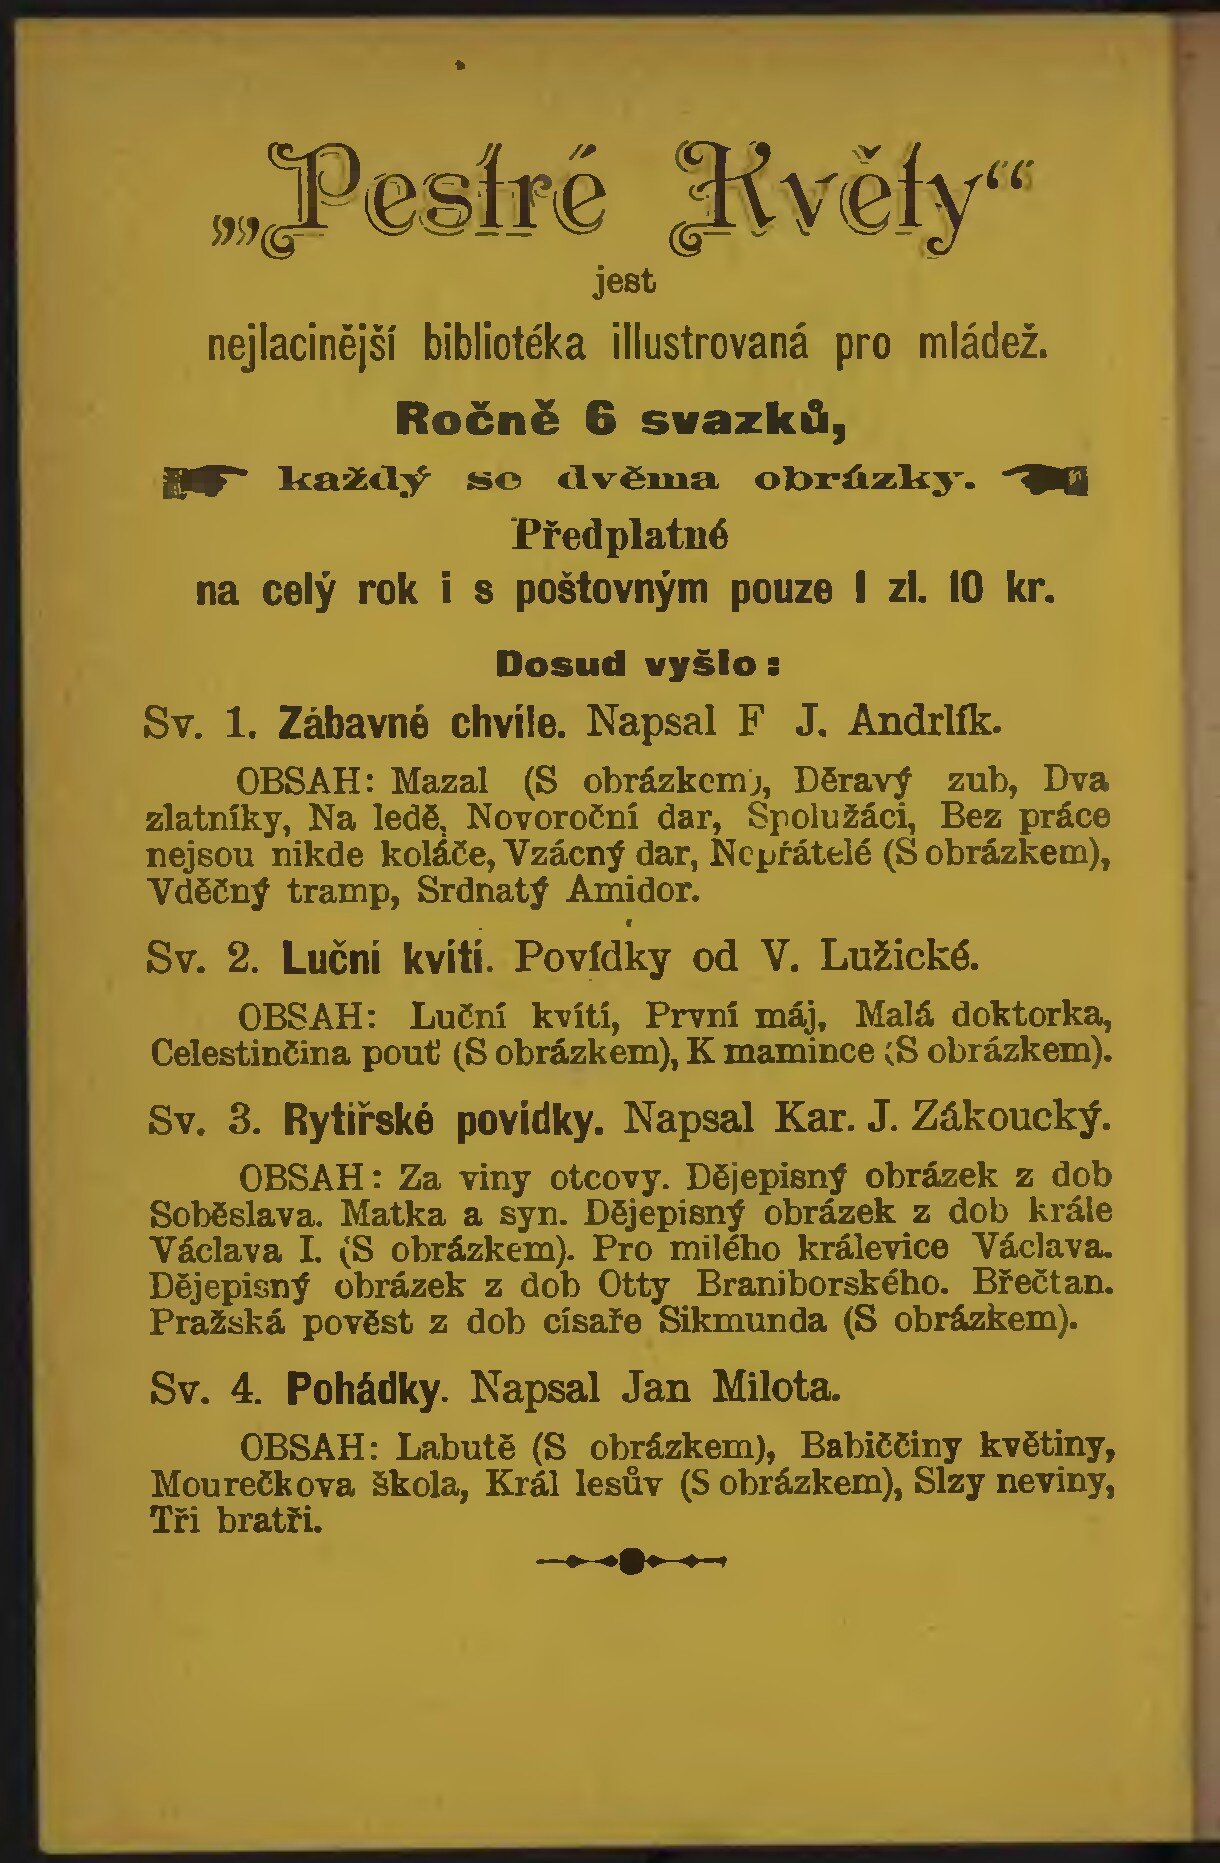 „Pestré Květy“
jest
nejlacinější bibliotéka illustrovaná pro mládež.
Ročně 6 svazků,
každý se dvěma obrázky.
Předplatné
na celý rok i s poštovným pouze 1 zl. 10 kr.
Dosud vyšlo:
Sv. 1. Zábavné chvíle. Napsal F J. Andrlík.
OBSAH: Mazal (S obrázkem), Děravý zub, Dva
zlatníky, Na ledě, Novoroční dar, Spolužáci, Bez práce
nejsou nikde koláče, Vzácný dar, Nepřátelé (S obrázkem),
Vděčný tramp, Srdnatý Amidor.
Sv. 2. Luční kvítí. Povídky od V. Lužické.
OBSAH: Luční kvítí, První máj, Malá doktorka,
Celestinčina pouť (S obrázkem), K mamince (S obrázkem).
Sv. 3. Rytířské povídky. Napsal Kar. J. Zákoucký.
OBSAH: Za viny otcovy. Dějepisný obrázek z dob
Soběslava. Matka a syn. Dějepisný obrázek z dob krále
Václava I. (S obrázkem). Pro milého králevice Václava.
Dějepisný obrázek z dob Otty Braniborského. Břečtan.
Pražská pověst z dob císaře Sikmunda (S obrázkem).
Sv. 4. Pohádky. Napsal Jan Milota.
OBSAH: Labutě (S obrázkem), Babiččiny květiny,
Mourečkova škola, Král lesův (S obrázkem), Slzy neviny,
Tři bratři.